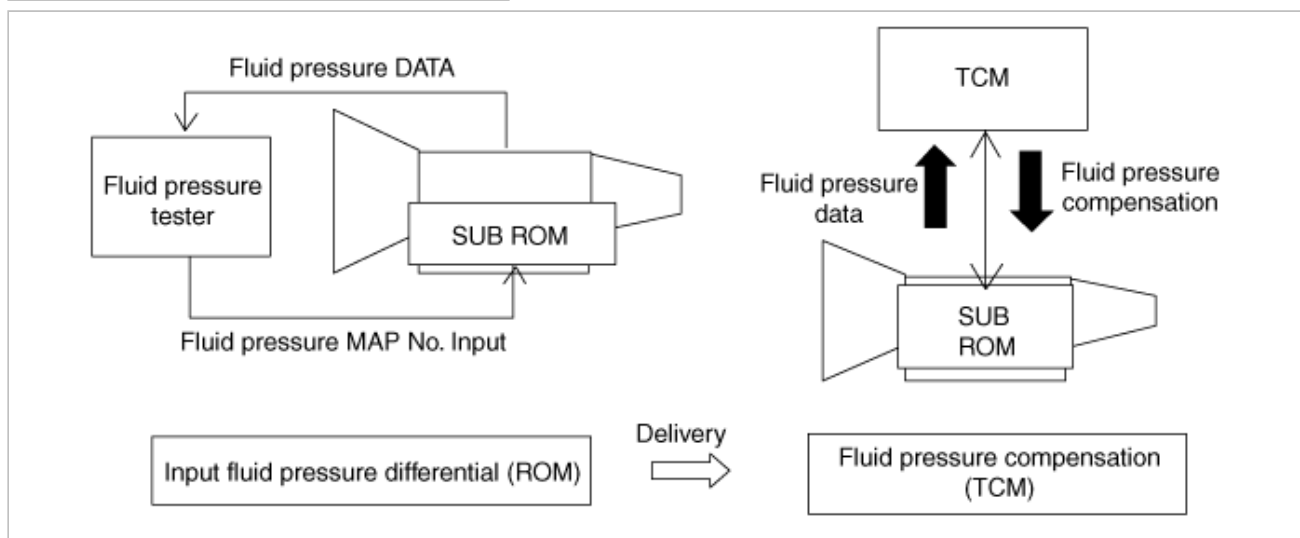 Fluid pressure DATA
Fluid pressure
tester
SUB ROM
Fluid pressure MAP No. Input
TCM
Fluid pressure
data
Fluid pressure
compensation
SUB
ROM
Input fluid pressure differential (ROM)
Delivery
Fluid pressure compensation
(TCM)